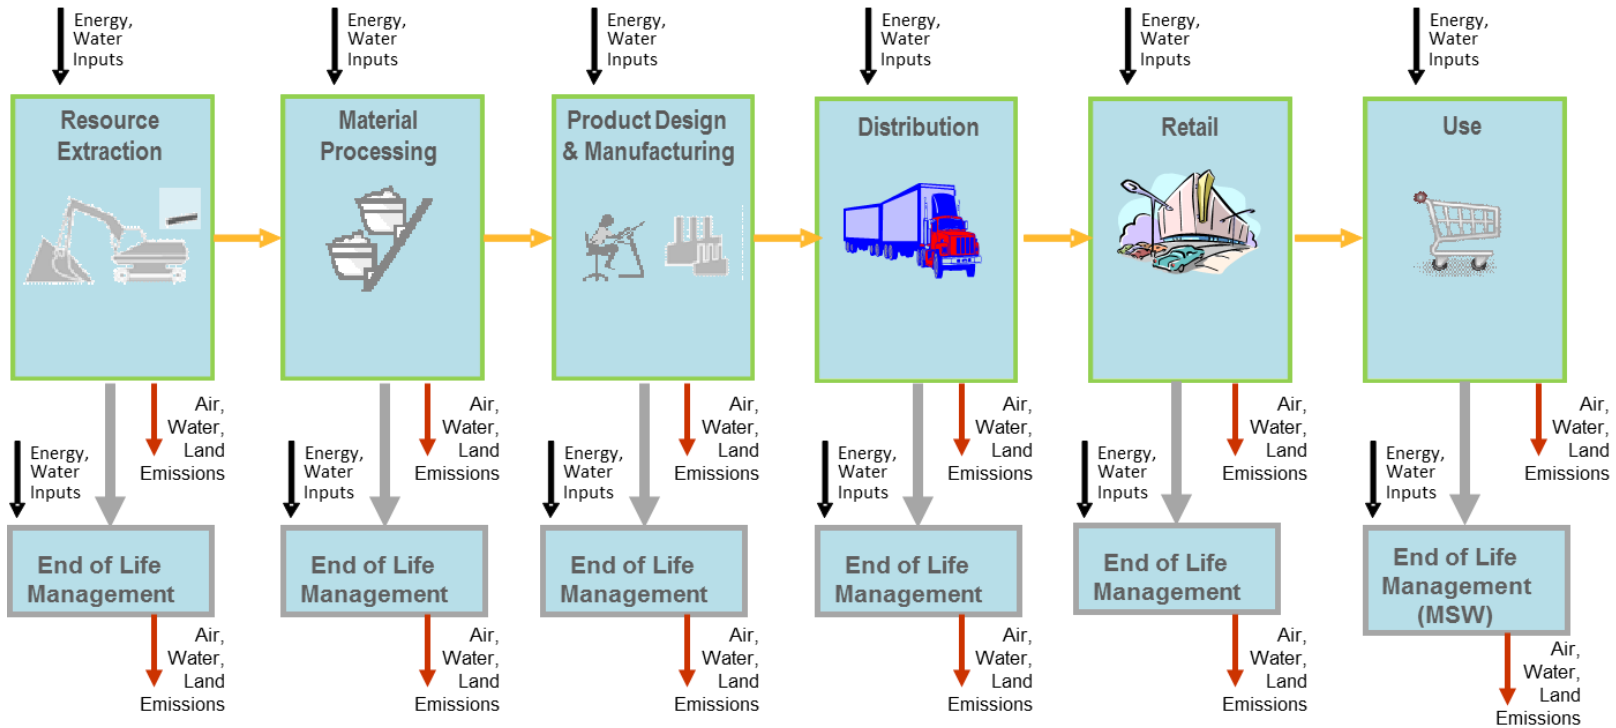 Energy,
Water
Inputs
Energy,
Water
Inputs
Energy,
Water
Inputs
Energy,
Water
Inputs
Energy,
Water
Inputs
Energy,
Water
Inputs
Resource
Extraction
Material
Processing
Product Design
& Manufacturing
Distribution
Retail
Use
Air,
Water,
Land
Emissions
Air,
Water,
Land
Emissions
Air,
Water,
Land
Emissions
Air,
Water,
Land
Emissions
Air,
Water,
Land
Emissions
Air,
Water,
Land
Emissions
Energy,
Water
Inputs
Energy,
Water
Inputs
Energy,
Water
Inputs
Energy,
Water
Inputs
Energy,
Water
Inputs
Energy,
Water
Inputs
End of Life
Management
End of Life
Management
End of Life
Management
End of Life
Management
End of Life
Management
End of Life
Management
(MSW)
Air,
Water,
Land
Emissions
Air,
Water,
Land
Emissions
Air,
Water,
Land
Emissions
Air,
Water,
Land
Emissions
Air,
Water,
Land
Emissions
Air,
Water,
Land
Emissions